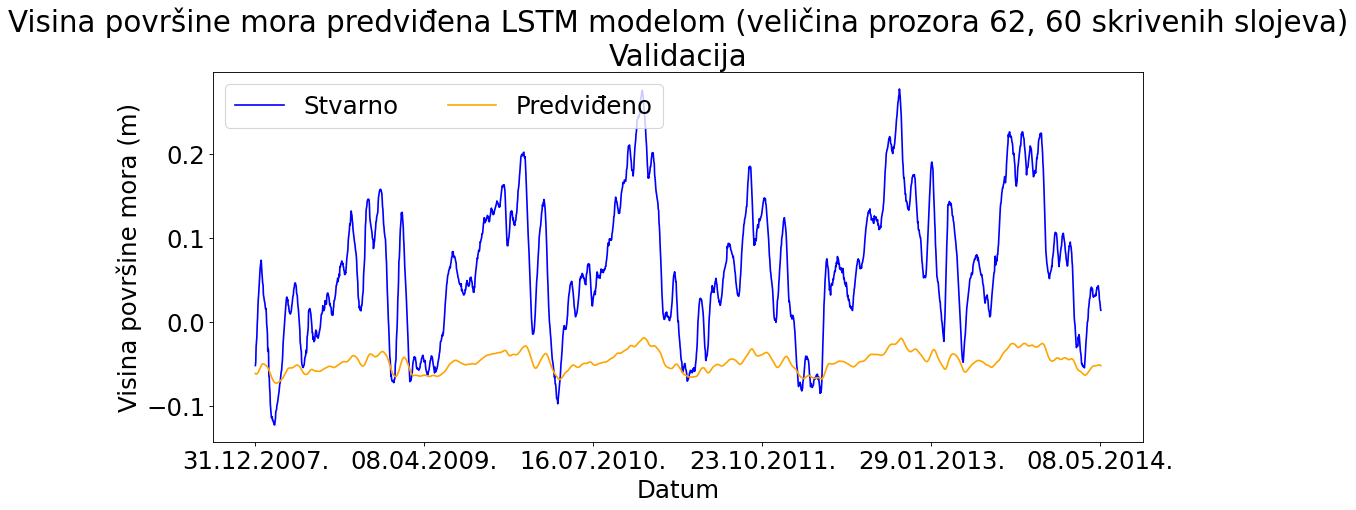 Visina površine mora predviđena LSTM modelom (veličina prozora 62, 60 skrivenih slojeva)
Validacija
Stvarno Predviđeno
Visina površine mora (m)
0.2
0.1
0.0
−0.1
31.12.2007. 08.04.2009. 16.07.2010. 23.10.2011. 29.01.2013. 08.05.2014.
Datum